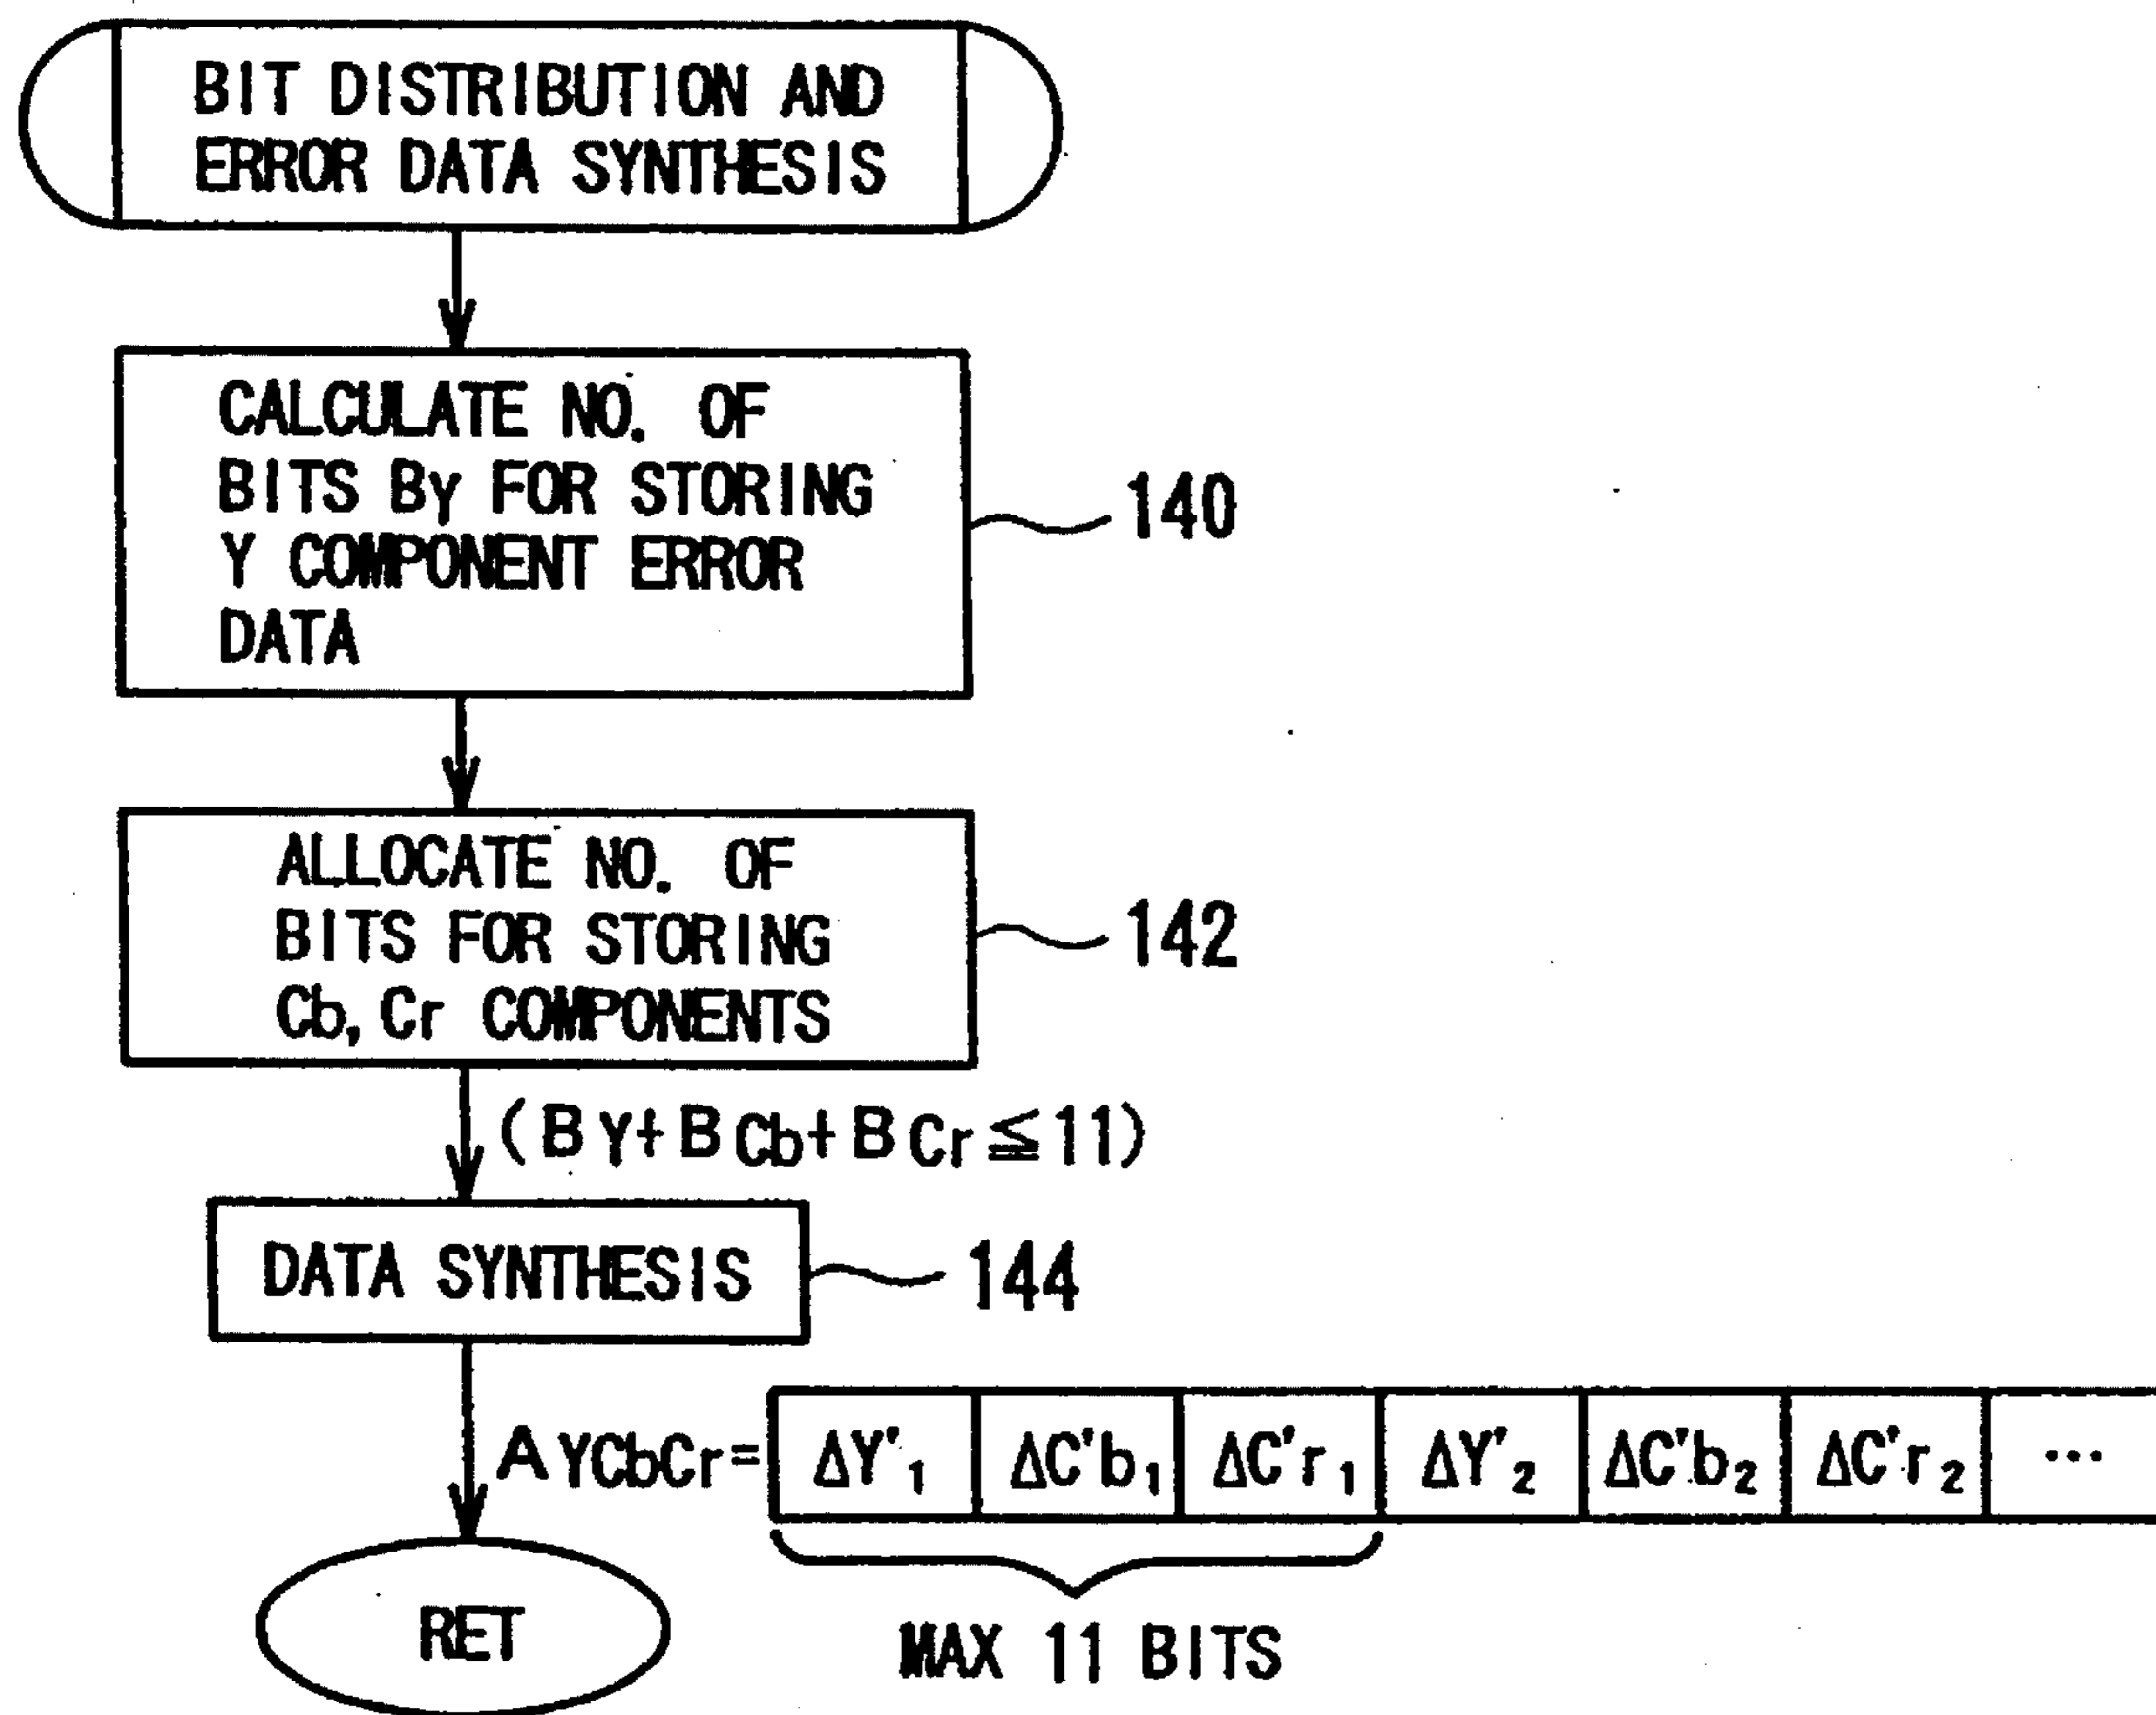 BIT DISTRIBUTION AND
ERROR DATA SYNTHESIS
CALCULATE NO. OF
BITS BY FOR STORING
Y COMPONENT ERROR
DATA
140
ALLOCATE NO. OF
BITS FOR STORING
Cb, Cr COMPONENTS
142
(BY+BCb+BCr≦11)
DATA SYNTHESIS
144
AYCbCr= ΔY'₁ ΔC'b₁ ΔC'r₁ ΔY'₂ ΔC'b₂ ΔC'r₂ ...
RET
MAX 11 BITS